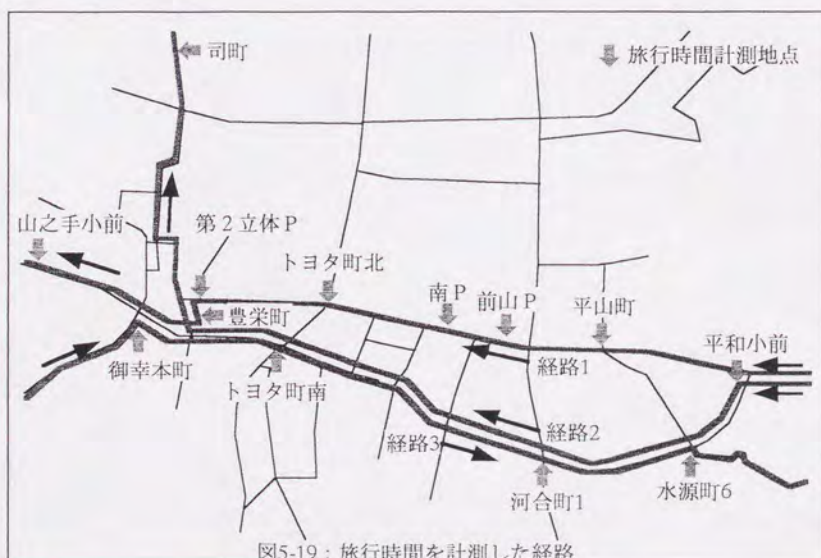 司町
旅行時間計測地点
山之手小前
第2立体P
トヨタ町北
南P
前山P
平山町
平和小前
豊栄町
御幸本町
トヨタ町南
経路1
経路2
経路3
河合町1
水源町6
図5-19：旅行時間を計測した経路